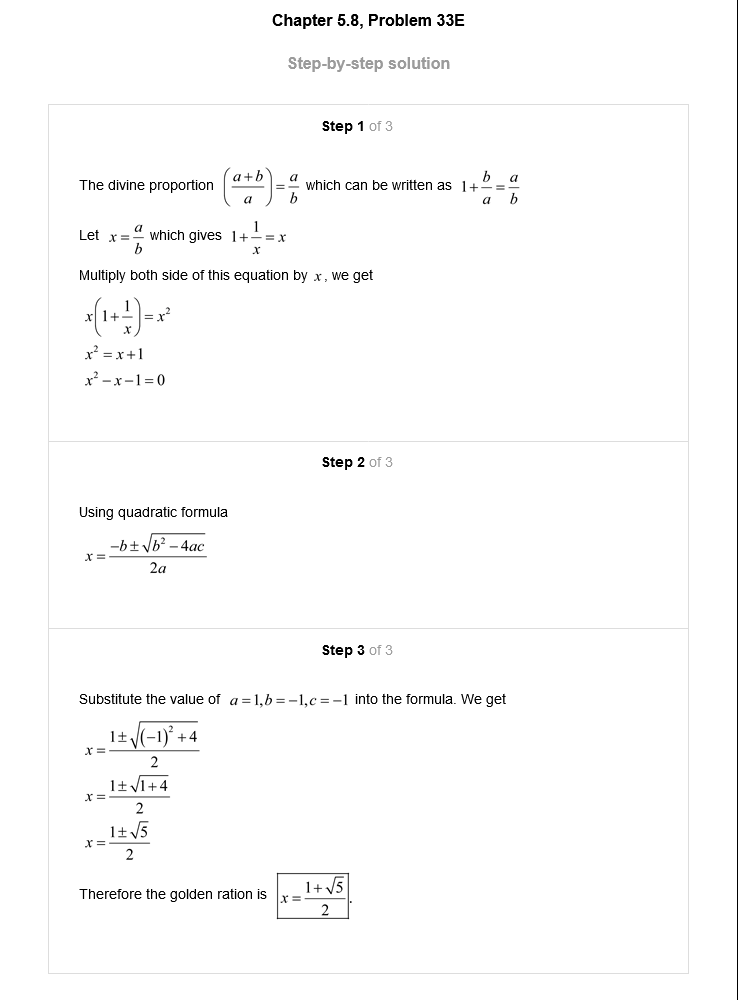 Chapter 5.8, Problem 33E
Step-by-step solution
Step 1 of 3
The divine proportion \left(\frac{a+b}{a}\right)=\frac{a}{b} which can be written as 1+\frac{b}{a}=\frac{a}{b}
Let x=\frac{a}{b} which gives 1+\frac{1}{x}=x
Multiply both side of this equation by x, we get
x\left(1+\frac{1}{x}\right)=x^2
x^2=x+1
x^2-x-1=0
Step 2 of 3
Using quadratic formula
x=\frac{-b\pm\sqrt{b^2-4ac}}{2a}
Step 3 of 3
Substitute the value of a=1,b=-1,c=-1 into the formula. We get
x=\frac{1\pm\sqrt{(-1)^2+4}}{2}
x=\frac{1\pm\sqrt{1+4}}{2}
x=\frac{1\pm\sqrt{5}}{2}
Therefore the golden ration is x=\frac{1+\sqrt{5}}{2}.